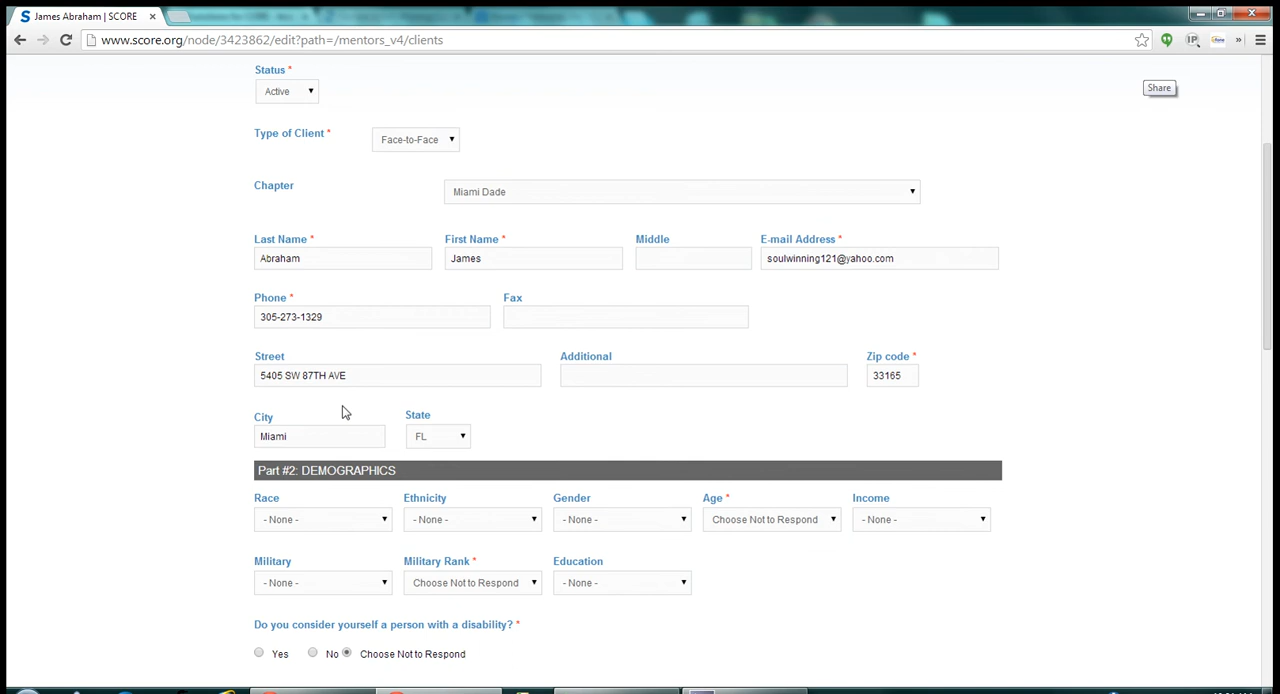 James Abraham | SCORE
www.score.org/node/3423862/edit?path=/mentors_v4/clients
Share
Status *
Active
Type of Client *
Face-to-Face
Chapter
Miami Dade
Last Name *
First Name *
Middle
E-mail Address *
Abraham
James
soulwinning121@yahoo.com
Phone *
Fax
305-273-1329
Street
Additional
Zip code *
5405 SW 87TH AVE
33165
City
State
Miami
FL
Part #2: DEMOGRAPHICS
Race
Ethnicity
Gender
Age *
Income
- None -
- None -
- None -
Choose Not to Respond
- None -
Military
Military Rank *
Education
- None -
Choose Not to Respond
- None -
Do you consider yourself a person with a disability? *
Yes
No
Choose Not to Respond